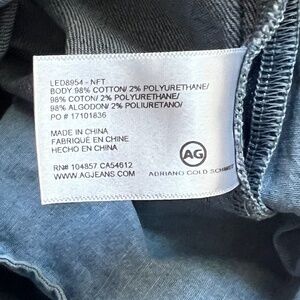 LED8954 - NFT
BODY 98% COTTON/ 2% POLYURETHANE/
98% COTON/ 2% POLYURETHANE/
98% ALGODON/ 2% POLIURETANO/
PO # 17101836
MADE IN CHINA
FABRIQUÉ EN CHINE
HECHO EN CHINA
RN# 104857 CA54612
WWW.AGJEANS.COM
AG
ADRIANO GOLD